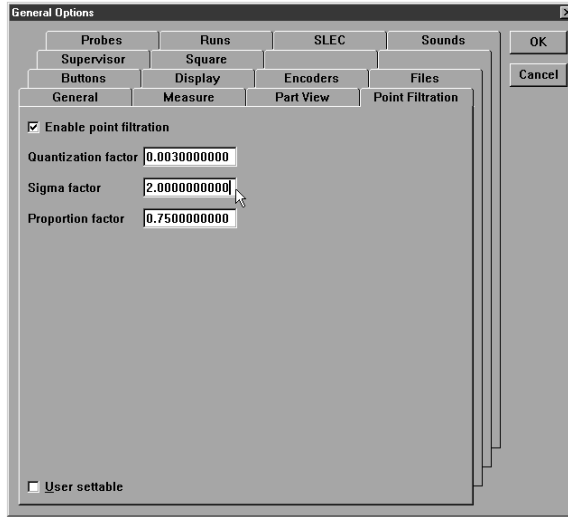 General Options
Probes Runs SLEC Sounds
OK
Supervisor Square
Buttons Display Encoders Files
Cancel
General Measure Part View Point Filtration
Enable point filtration
Quantization factor 0.0030000000
Sigma factor 2.0000000000
Proportion factor 0.7500000000
User settable